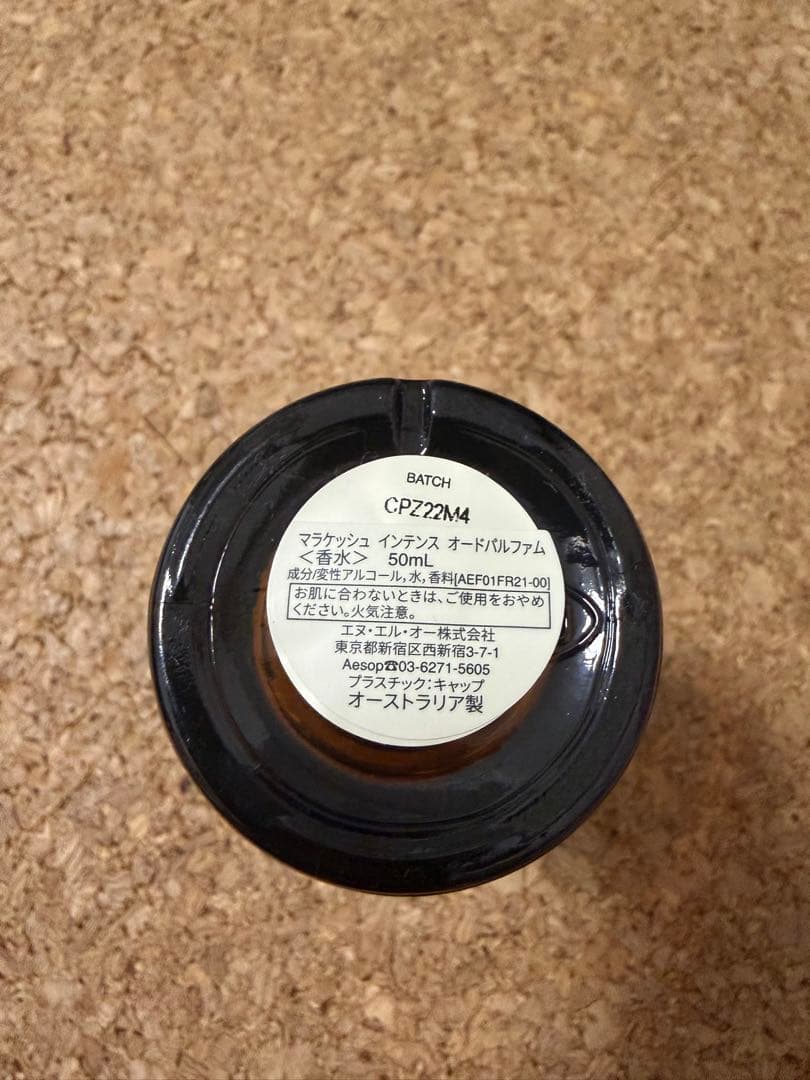 BATCH
CPZ22M4
マラケッシュ インテンス オードパルファム
＜香水＞ 50mL
成分/変性アルコール，水，香料[AEF01FR21-00]
お肌に合わないときは、ご使用をおやめ
ください。火気注意。
エヌ・エル・オー株式会社
東京都新宿区西新宿3-7-1
Aesop☎03-6271-5605
プラスチック：キャップ
オーストラリア製